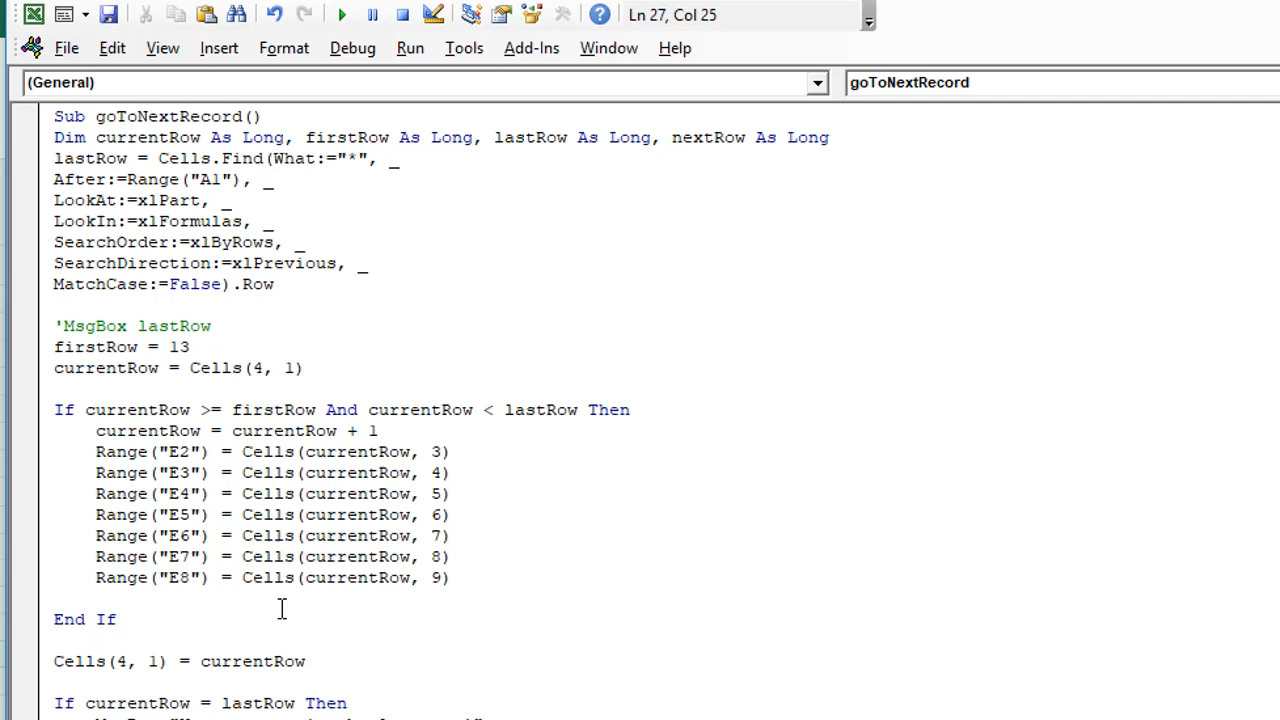 Ln 27, Col 25
File Edit View Insert Format Debug Run Tools Add-Ins Window Help
(General) goToNextRecord
Sub goToNextRecord()
Dim currentRow As Long, firstRow As Long, lastRow As Long, nextRow As Long
lastRow = Cells.Find(What:="*", _
After:=Range("A1"), _
LookAt:=xlPart, _
LookIn:=xlFormulas, _
SearchOrder:=xlByRows, _
SearchDirection:=xlPrevious, _
MatchCase:=False).Row
'MsgBox lastRow
firstRow = 13
currentRow = Cells(4, 1)
If currentRow >= firstRow And currentRow < lastRow Then
currentRow = currentRow + 1
Range("E2") = Cells(currentRow, 3)
Range("E3") = Cells(currentRow, 4)
Range("E4") = Cells(currentRow, 5)
Range("E5") = Cells(currentRow, 6)
Range("E6") = Cells(currentRow, 7)
Range("E7") = Cells(currentRow, 8)
Range("E8") = Cells(currentRow, 9)
End If
Cells(4, 1) = currentRow
If currentRow = lastRow Then